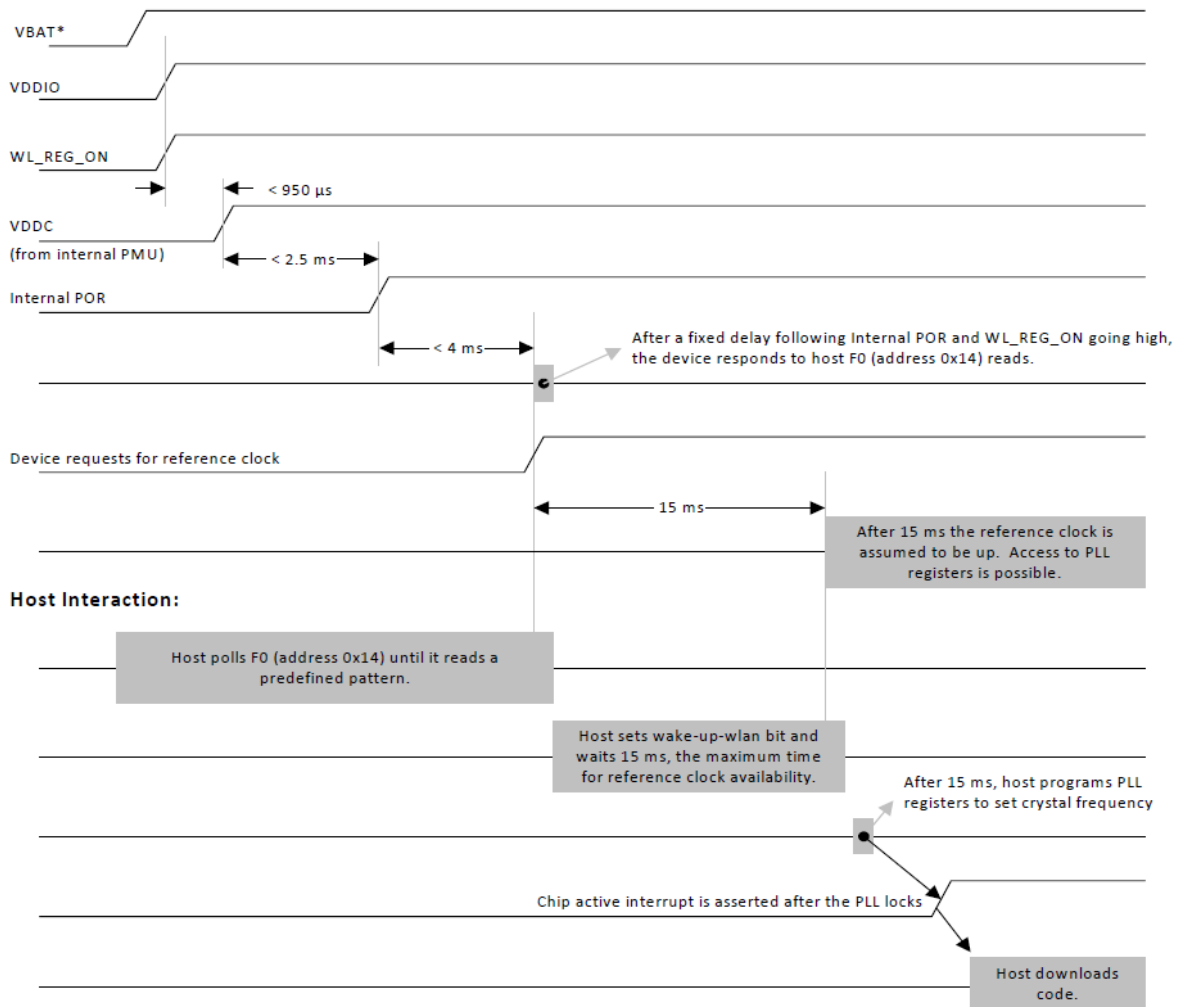 VBAT*
VDDIO
WL_REG_ON
< 950 µs
VDDC
(from internal PMU)
< 2.5 ms
Internal POR
After a fixed delay following Internal POR and WL_REG_ON going high,
the device responds to host F0 (address 0x14) reads.
< 4 ms
Device requests for reference clock
15 ms
After 15 ms the reference clock is
assumed to be up. Access to PLL
registers is possible.
Host Interaction:
Host polls F0 (address 0x14) until it reads a
predefined pattern.
Host sets wake-up-wlan bit and
waits 15 ms, the maximum time
for reference clock availability.
After 15 ms, host programs PLL
registers to set crystal frequency
Chip active interrupt is asserted after the PLL locks
Host downloads
code.